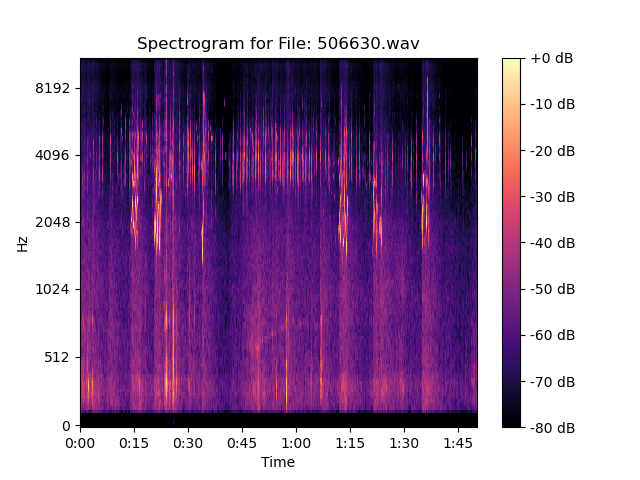 Spectrogram for File: 506630.wav
Hz
8192
4096
2048
1024
512
0
0:00 0:15 0:30 0:45 1:00 1:15 1:30 1:45
Time
+0 dB
-10 dB
-20 dB
-30 dB
-40 dB
-50 dB
-60 dB
-70 dB
-80 dB